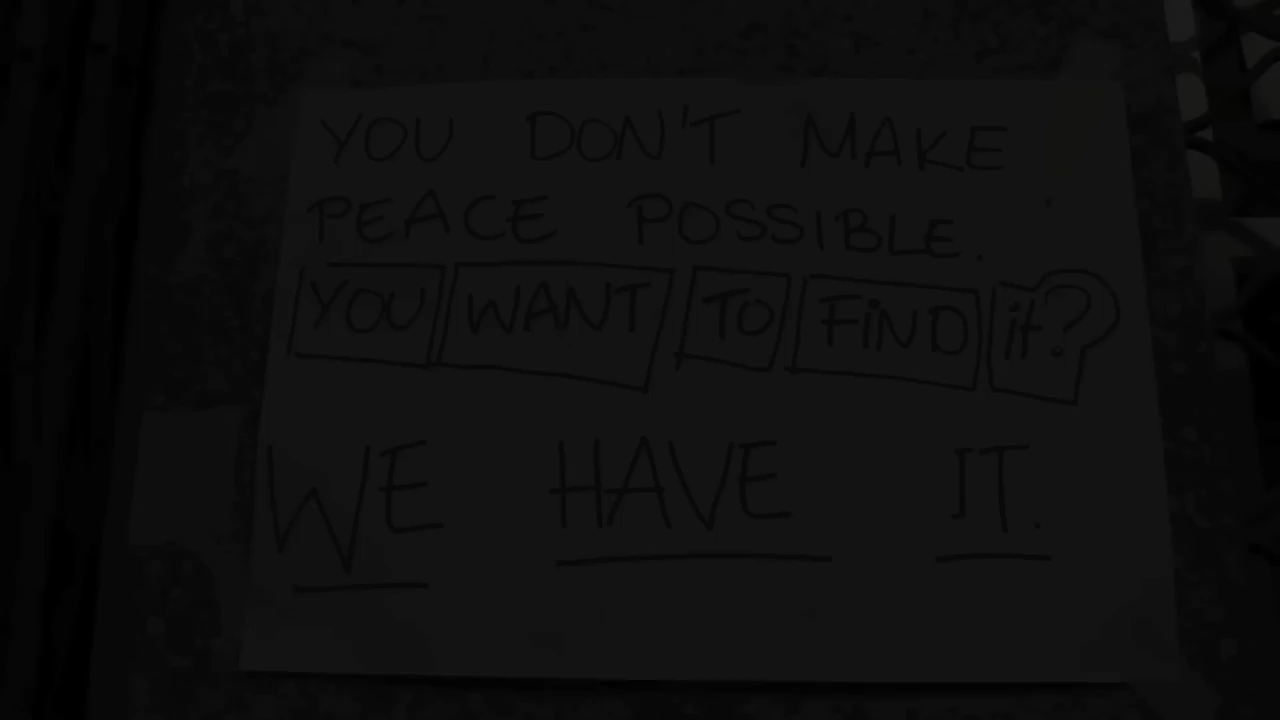 YOU DON'T MAKE
PEACE POSSIBLE.
YOU WANT TO FIND it?
WE HAVE IT.